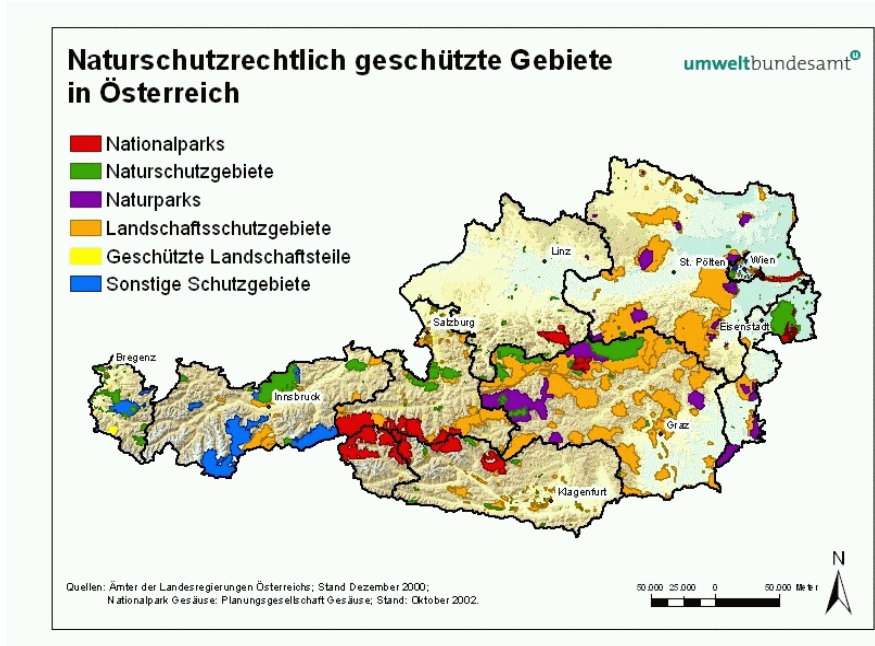 Naturschutzrechtlich geschützte Gebiete
in Österreich
umweltbundesamt
Nationalparks
Naturschutzgebiete
Naturparks
Landschaftsschutzgebiete
Geschützte Landschaftsteile
Sonstige Schutzgebiete
Linz
St. Pölten
Wien
Salzburg
Eisenstadt
Bregenz
Innsbruck
Graz
Klagenfurt
N
Quellen: Ämter der Landesregierungen Österreichs; Stand Dezember 2000;
Nationalpark Gesäuse: Planungsgesellschaft Gesäuse; Stand: Oktober 2002.
50.000 25.000 0 50.000 Meter